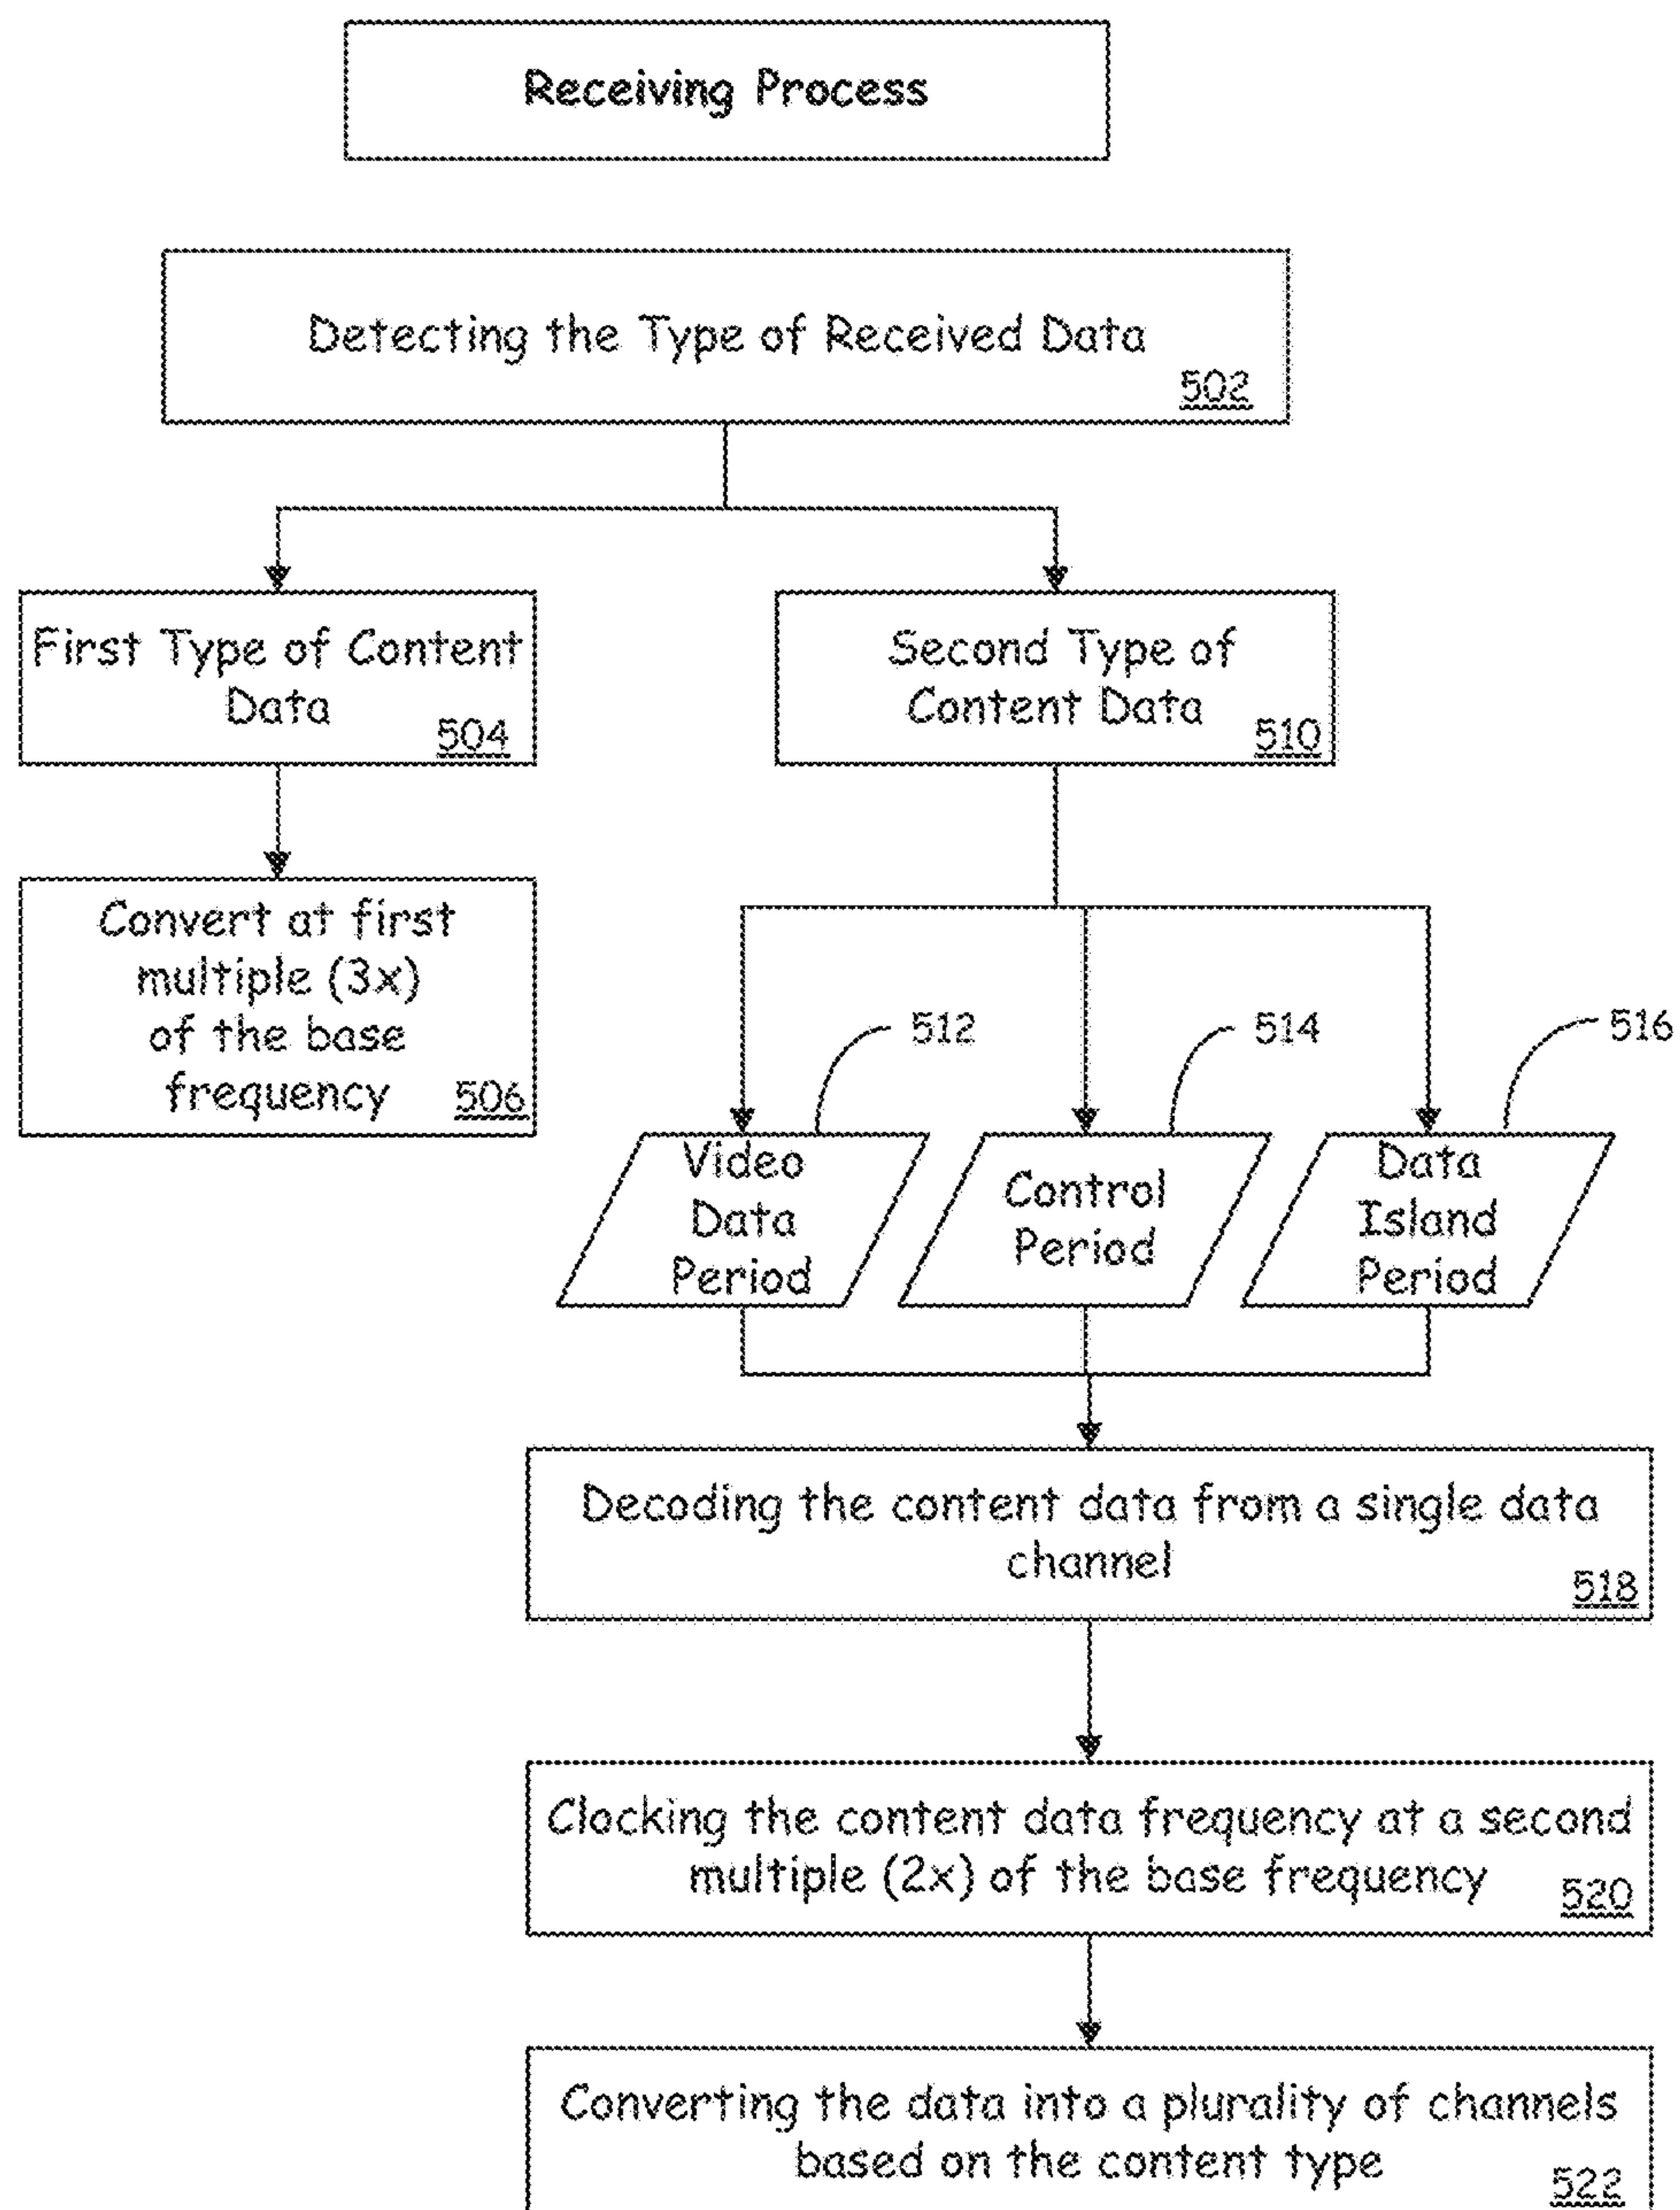 Receiving Process
Detecting the Type of Received Data
502
First Type of Content
Data
504
Second Type of
Content Data
510
Convert at first
multiple (3x)
of the base
frequency
506
512
514
516
Video
Data
Period
Control
Period
Data
Island
Period
Decoding the content data from a single data
channel
518
Clocking the content data frequency at a second
multiple (2x) of the base frequency
520
Converting the data into a plurality of channels
based on the content type
522